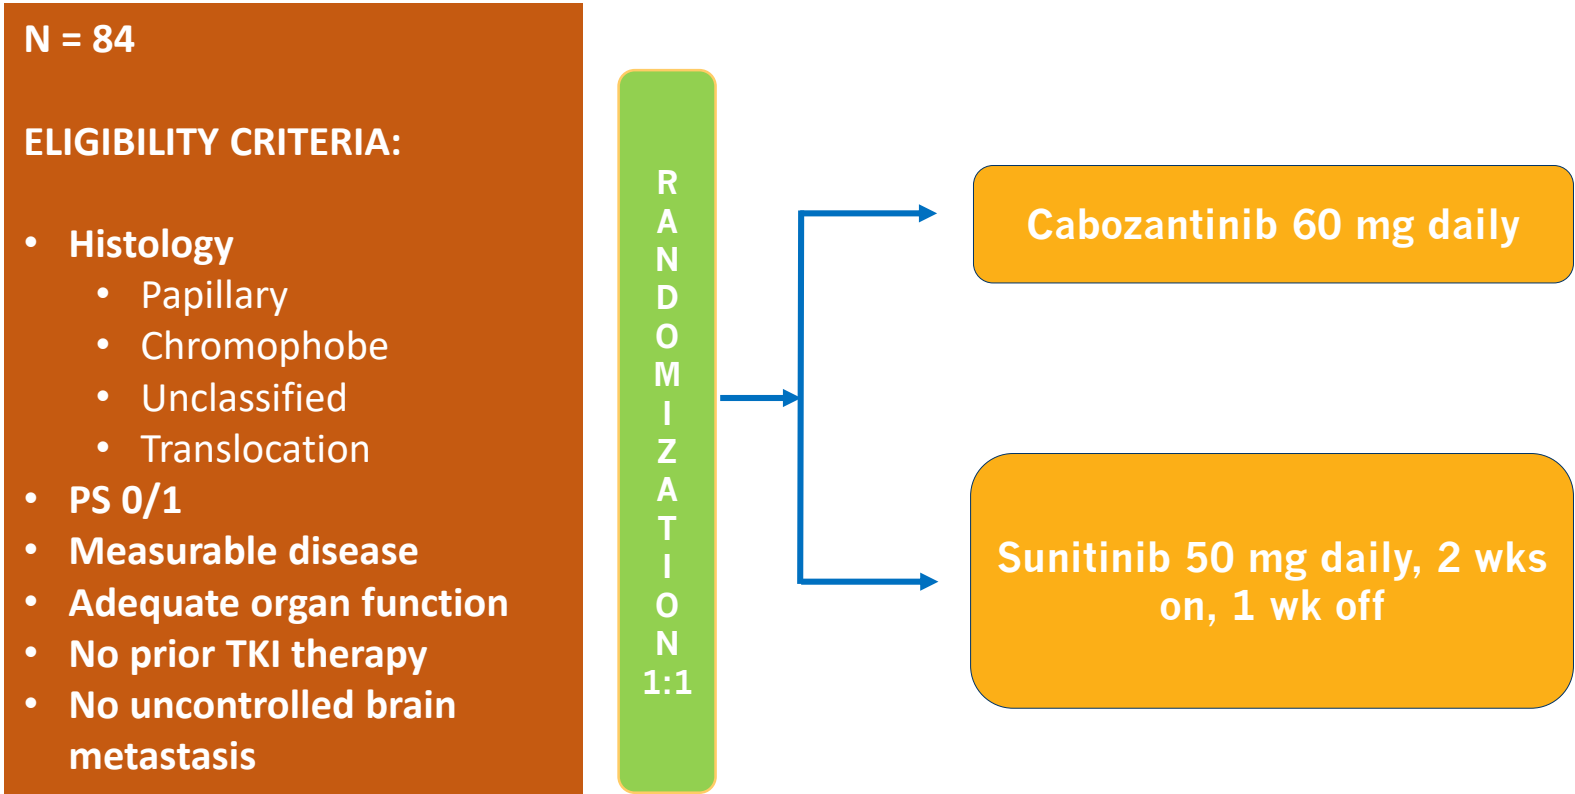 N = 84
ELIGIBILITY CRITERIA:
• Histology
• Papillary
• Chromophobe
• Unclassified
• Translocation
• PS 0/1
• Measurable disease
• Adequate organ function
• No prior TKI therapy
• No uncontrolled brain
metastasis
RANDOMIZATION
1:1
Cabozantinib 60 mg daily
Sunitinib 50 mg daily, 2 wks
on, 1 wk off